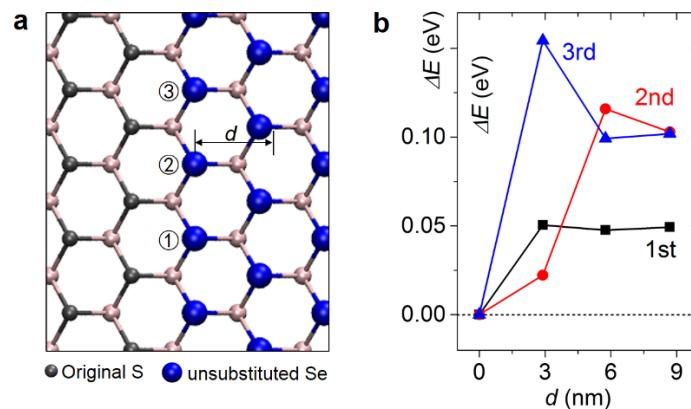 a
③
d
②
①
Original S
unsubstituted Se
b
ΔE (eV)
ΔE (eV)
0.10
0.05
0.00
3rd
2nd
1st
0 3 6 9
d (nm)